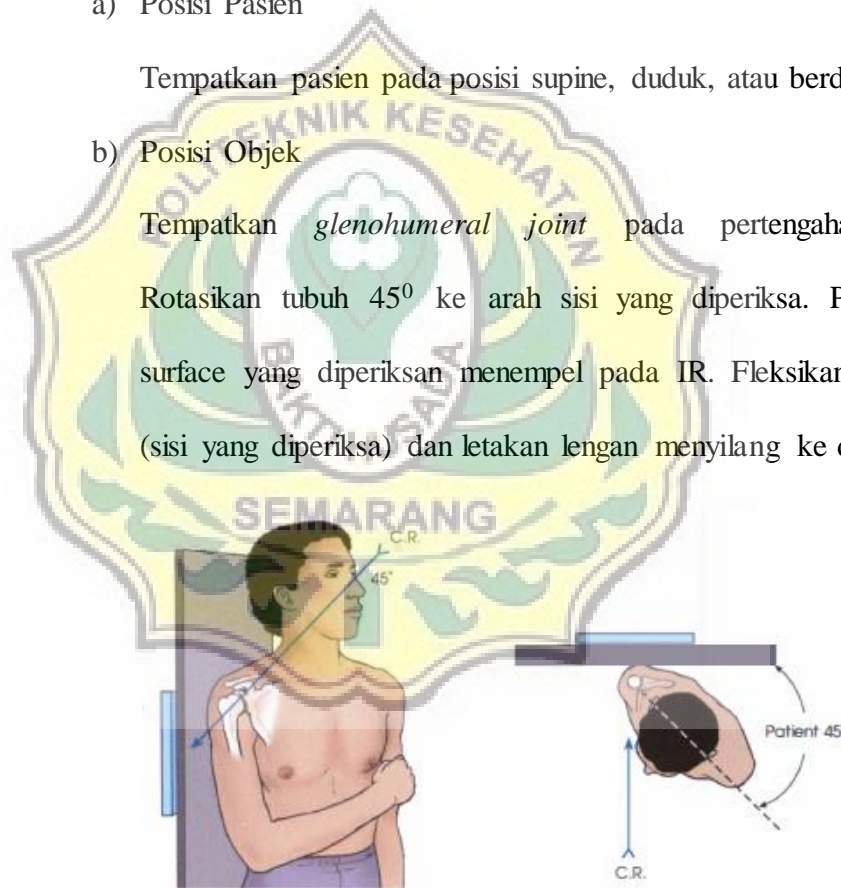 a) Posisi Pasien
Tempatkan pasien pada posisi supine, duduk, atau
b) Posisi Objek
Tempatkan glenohumeral joint pada
Rotasikan tubuh 45⁰ ke arah sisi yang diperiksa.
surface yang diperiksan menempel pada IR. Fleksikan
(sisi yang diperiksa) dan letakan lengan menyilang ke
POLITEKNIK KESEHATAN
BAKTI HUSADA
SEMARANG
C.R.
45°
Patient 45
C.R.